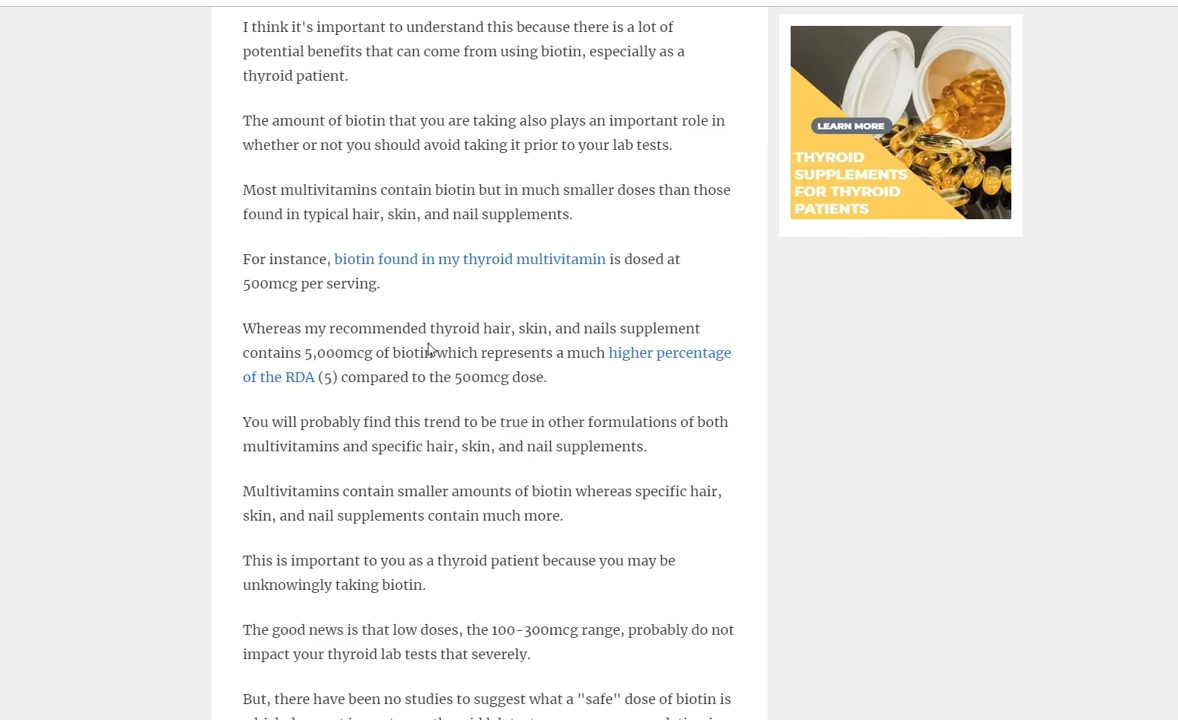 I think it's important to understand this because there is a lot of
potential benefits that can come from using biotin, especially as a
thyroid patient.
The amount of biotin that you are taking also plays an important role in
whether or not you should avoid taking it prior to your lab tests.
Most multivitamins contain biotin but in much smaller doses than those
found in typical hair, skin, and nail supplements.
For instance, biotin found in my thyroid multivitamin is dosed at
500mcg per serving.
Whereas my recommended thyroid hair, skin, and nails supplement
contains 5,000mcg of biotin which represents a much higher percentage
of the RDA (5) compared to the 500mcg dose.
You will probably find this trend to be true in other formulations of both
multivitamins and specific hair, skin, and nail supplements.
Multivitamins contain smaller amounts of biotin whereas specific hair,
skin, and nail supplements contain much more.
This is important to you as a thyroid patient because you may be
unknowingly taking biotin.
The good news is that low doses, the 100-300mcg range, probably do not
impact your thyroid lab tests that severely.
But, there have been no studies to suggest what a "safe" dose of biotin is
LEARN MORE
THYROID
SUPPLEMENTS
FOR THYROID
PATIENTS